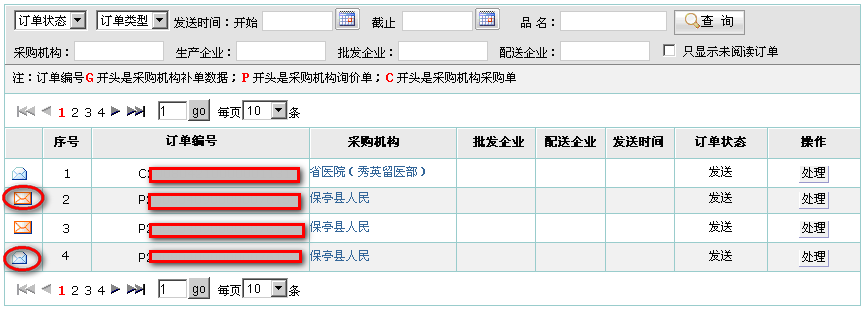 订单状态 订单类型 发送时间：开始 截止 品 名： 查 询
采购机构： 生产企业： 批发企业： 配送企业： 只显示未阅读订单
注：订单编号G 开头是采购机构补单数据；P 开头是采购机构询价单；C 开头是采购机构采购单
1 2 3 4 1 go 每页 10 条
序号 订单编号 采购机构 批发企业 配送企业 发送时间 订单状态 操作
1 C2 省医院（秀英留医部） 发送 处理
2 P2 保亭县人民 发送 处理
3 P2 保亭县人民 发送 处理
4 P2 保亭县人民 发送 处理
1 2 3 4 1 go 每页 10 条